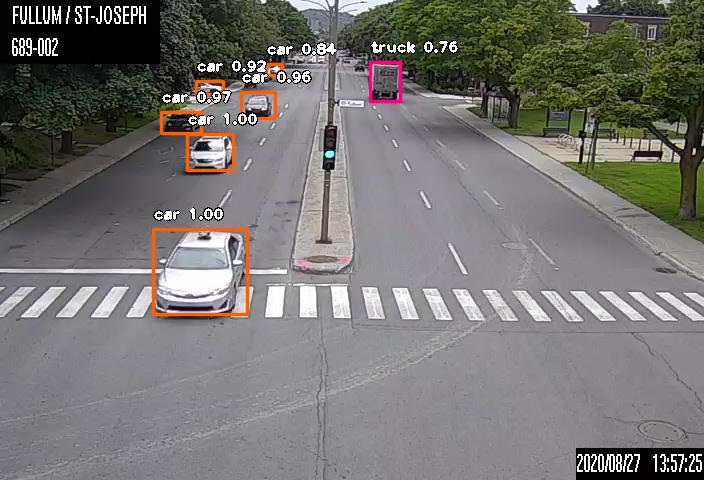 FULLUM / ST-JOSEPH
689-002
car 0.84
truck 0.76
car 0.92
car 0.96
car 0.97
car 1.00
car 1.00
2020/08/27 13:57:25